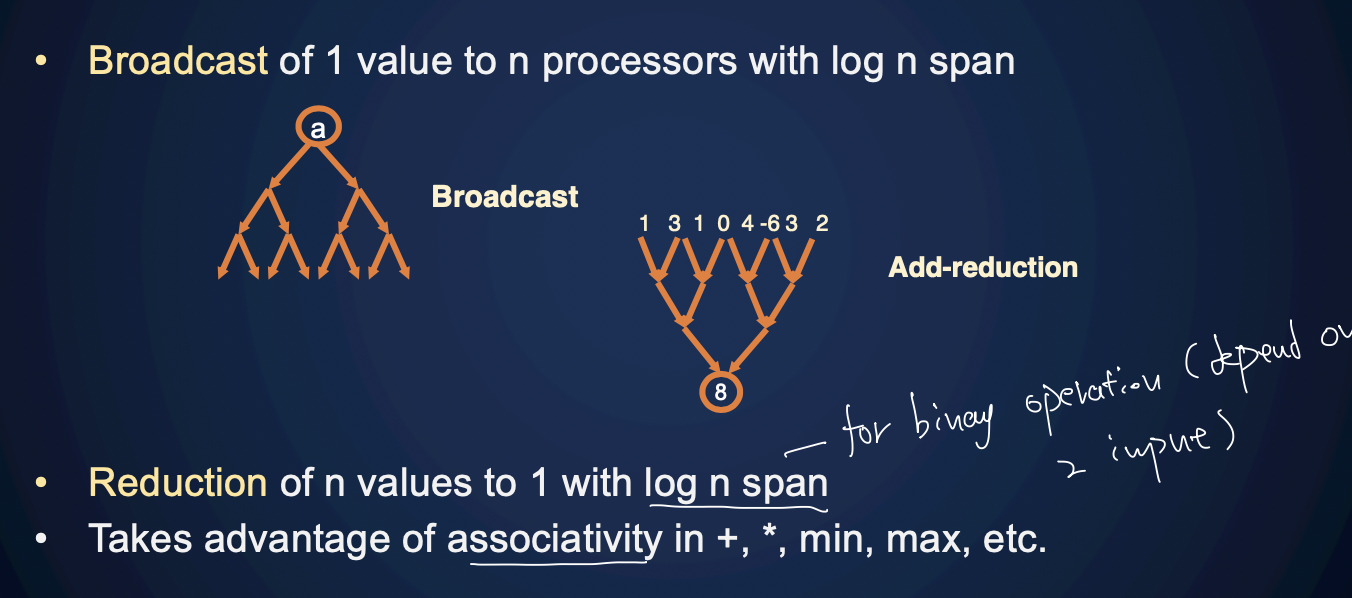 • Broadcast of 1 value to n processors with log n span
a
Broadcast
1 3 1 0 4 -6 3 2
Add-reduction
8
for binary operation (depend
2
• Reduction of n values to 1 with log n span
• Takes advantage of associativity in +, *, min, max, etc.